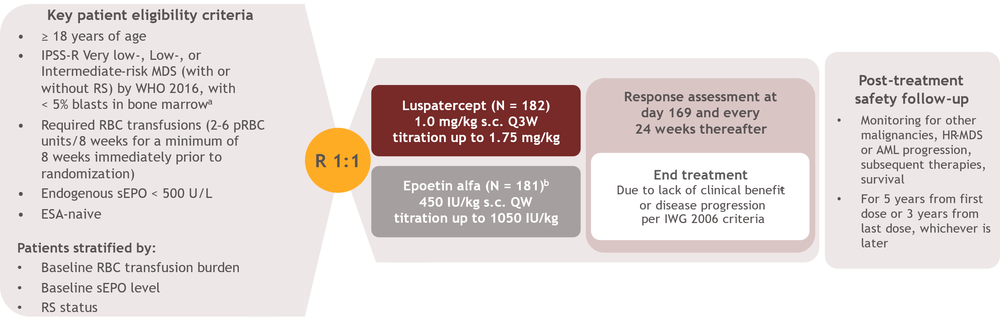 Key patient eligibility criteria
• ≥ 18 years of age
• IPSS-R Very low-, Low-, or
Intermediate-risk MDS (with or
without RS) by WHO 2016, with
< 5% blasts in bone marrowᵃ
• Required RBC transfusions (2-6 pRBC
units/8 weeks for a minimum of
8 weeks immediately prior to
randomization)
• Endogenous sEPO < 500 U/L
• ESA-naive
Patients stratified by:
• Baseline RBC transfusion burden
• Baseline sEPO level
• RS status
R 1:1
Luspatercept (N = 182)
1.0 mg/kg s.c. Q3W
titration up to 1.75 mg/kg
Epoetin alfa (N = 181)ᵇ
450 IU/kg s.c. QW
titration up to 1050 IU/kg
Response assessment at
day 169 and every
24 weeks thereafter
End treatment
Due to lack of clinical benefit
or disease progression
per IWG 2006 criteria
Post-treatment
safety follow-up
• Monitoring for other
malignancies, HR-MDS
or AML progression,
subsequent therapies,
survival
• For 5 years from first
dose or 3 years from
last dose, whichever is
later